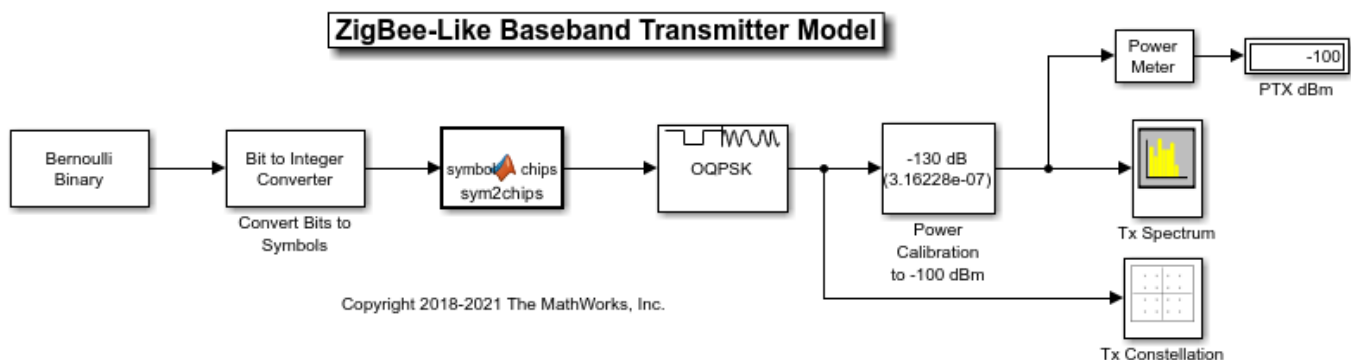 ZigBee-Like Baseband Transmitter Model
Power
Meter
-100
PTX dBm
Bernoulli
Binary
Bit to Integer
Converter
Convert Bits to
Symbols
symbol chips
sym2chips
OQPSK
-130 dB
(3.16228e-07)
Power
Calibration
to -100 dBm
Tx Spectrum
Tx Constellation
Copyright 2018-2021 The MathWorks, Inc.